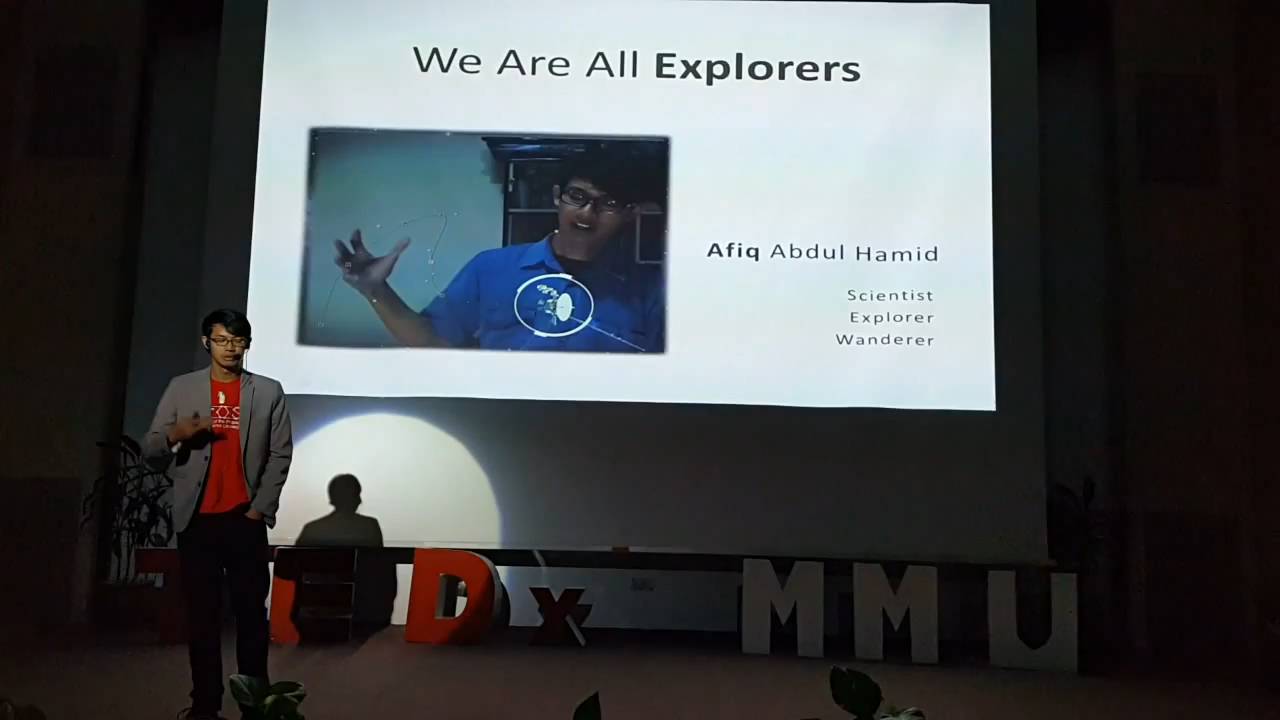 We Are All Explorers
Afiq Abdul Hamid
Scientist
Explorer
Wanderer
TEDx MMU